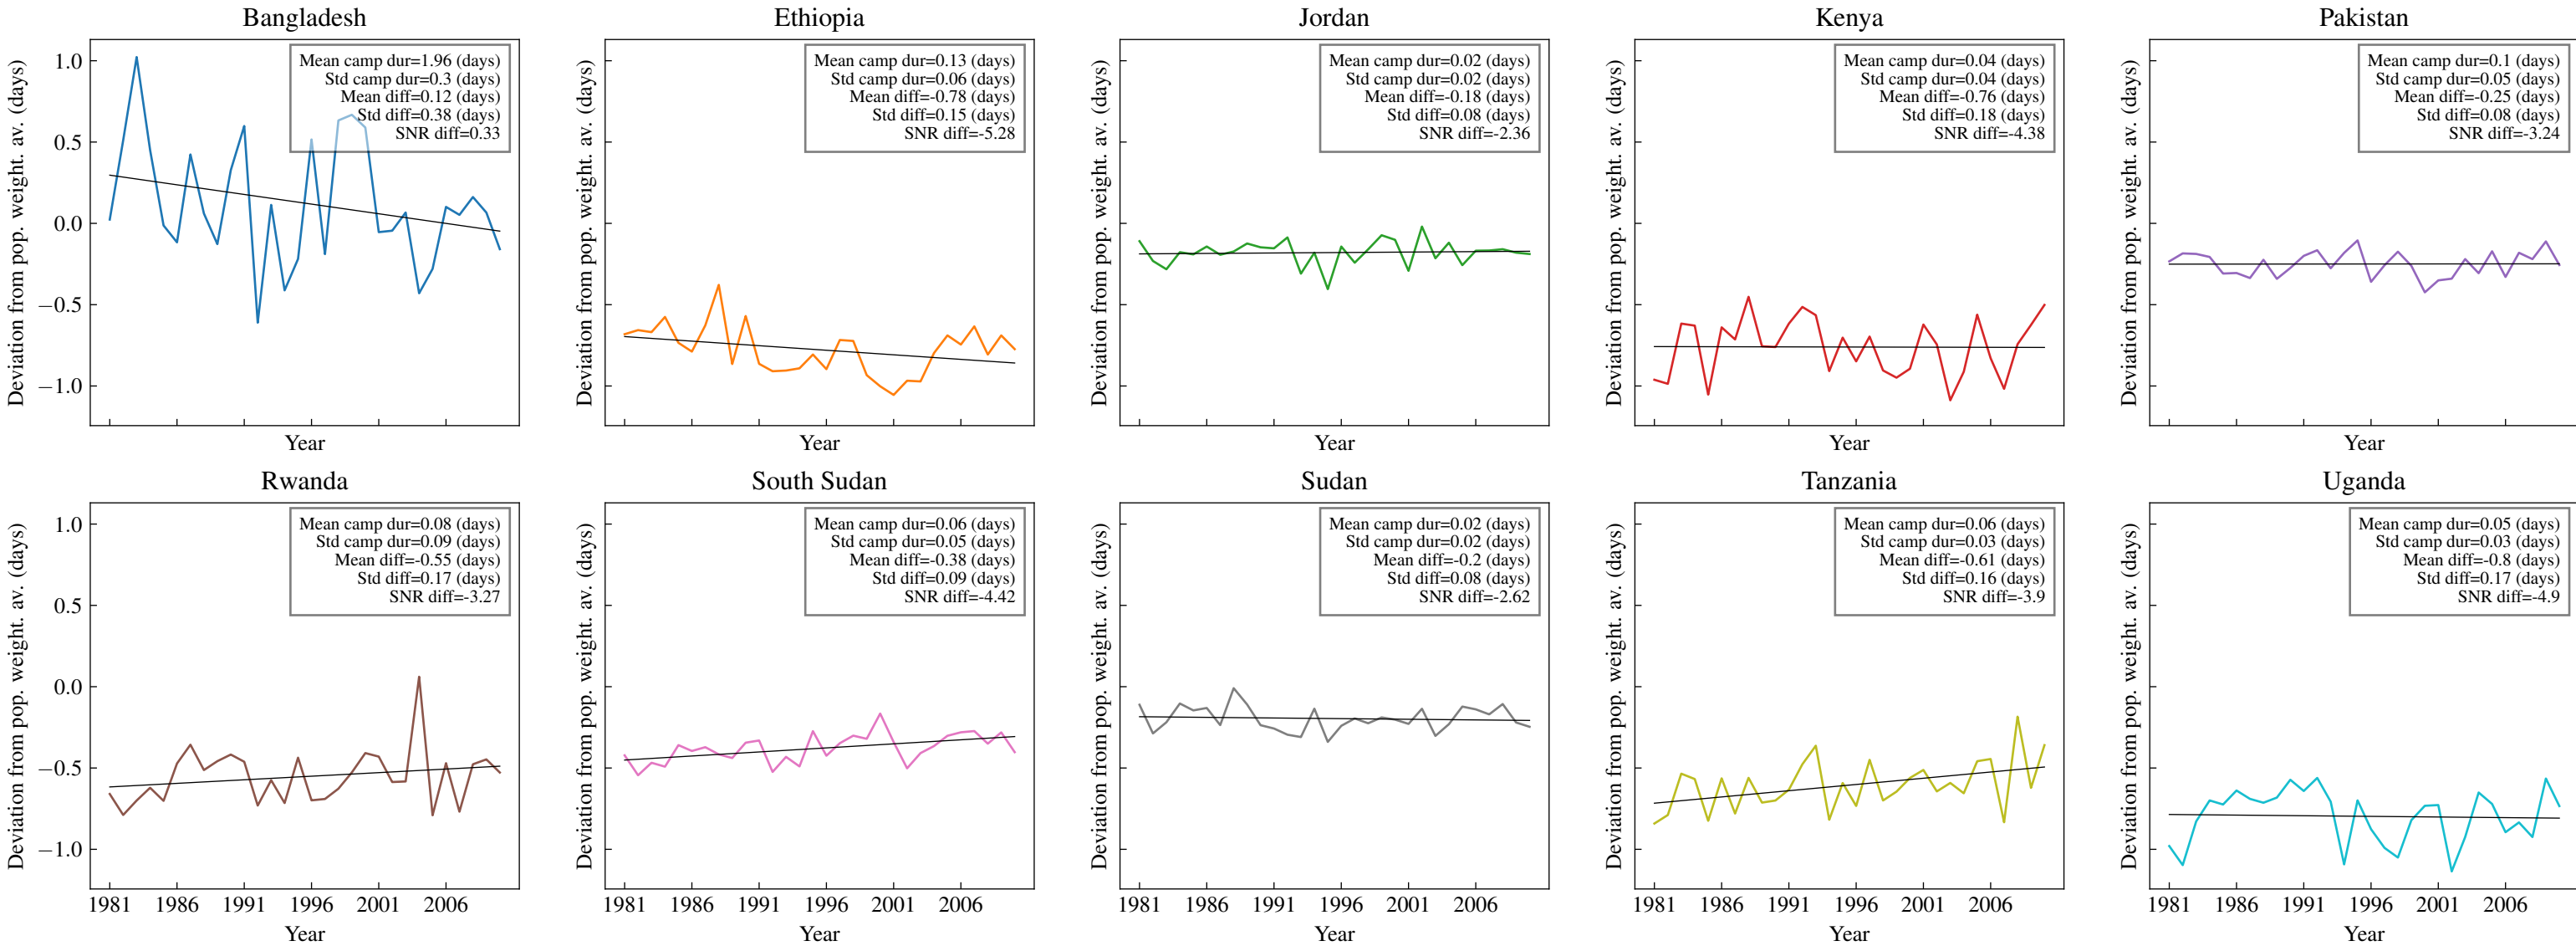 Bangladesh
Deviation from pop. weight. av. (days)
1.0
0.5
0.0
−0.5
−1.0
Mean camp dur=1.96 (days)
Std camp dur=0.3 (days)
Mean diff=0.12 (days)
Std diff=0.38 (days)
SNR diff=0.33
Year
Ethiopia
Deviation from pop. weight. av. (days)
Mean camp dur=0.13 (days)
Std camp dur=0.06 (days)
Mean diff=-0.78 (days)
Std diff=0.15 (days)
SNR diff=-5.28
Year
Jordan
Deviation from pop. weight. av. (days)
Mean camp dur=0.02 (days)
Std camp dur=0.02 (days)
Mean diff=-0.18 (days)
Std diff=0.08 (days)
SNR diff=-2.36
Year
Kenya
Deviation from pop. weight. av. (days)
Mean camp dur=0.04 (days)
Std camp dur=0.04 (days)
Mean diff=-0.76 (days)
Std diff=0.18 (days)
SNR diff=-4.38
Year
Pakistan
Deviation from pop. weight. av. (days)
Mean camp dur=0.1 (days)
Std camp dur=0.05 (days)
Mean diff=-0.25 (days)
Std diff=0.08 (days)
SNR diff=-3.24
Year
Rwanda
Deviation from pop. weight. av. (days)
1.0
0.5
0.0
−0.5
−1.0
Mean camp dur=0.08 (days)
Std camp dur=0.09 (days)
Mean diff=-0.55 (days)
Std diff=0.17 (days)
SNR diff=-3.27
1981 1986 1991 1996 2001 2006
Year
South Sudan
Deviation from pop. weight. av. (days)
Mean camp dur=0.06 (days)
Std camp dur=0.05 (days)
Mean diff=-0.38 (days)
Std diff=0.09 (days)
SNR diff=-4.42
1981 1986 1991 1996 2001 2006
Year
Sudan
Deviation from pop. weight. av. (days)
Mean camp dur=0.02 (days)
Std camp dur=0.02 (days)
Mean diff=-0.2 (days)
Std diff=0.08 (days)
SNR diff=-2.62
1981 1986 1991 1996 2001 2006
Year
Tanzania
Deviation from pop. weight. av. (days)
Mean camp dur=0.06 (days)
Std camp dur=0.03 (days)
Mean diff=-0.61 (days)
Std diff=0.16 (days)
SNR diff=-3.9
1981 1986 1991 1996 2001 2006
Year
Uganda
Deviation from pop. weight. av. (days)
Mean camp dur=0.05 (days)
Std camp dur=0.03 (days)
Mean diff=-0.8 (days)
Std diff=0.17 (days)
SNR diff=-4.9
1981 1986 1991 1996 2001 2006
Year